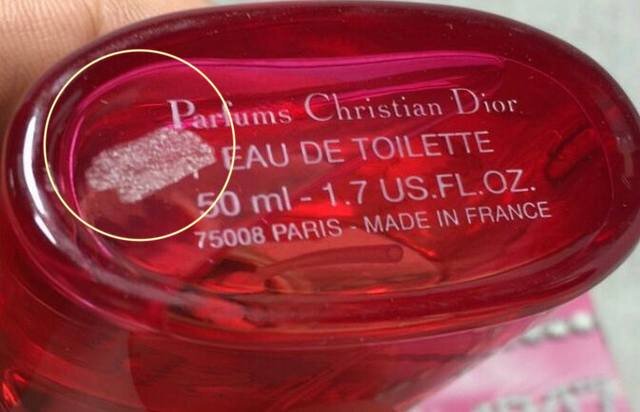 Parfums Christian Dior
EAU DE TOILETTE
50 ml - 1.7 US.FL.OZ.
75008 PARIS - MADE IN FRANCE